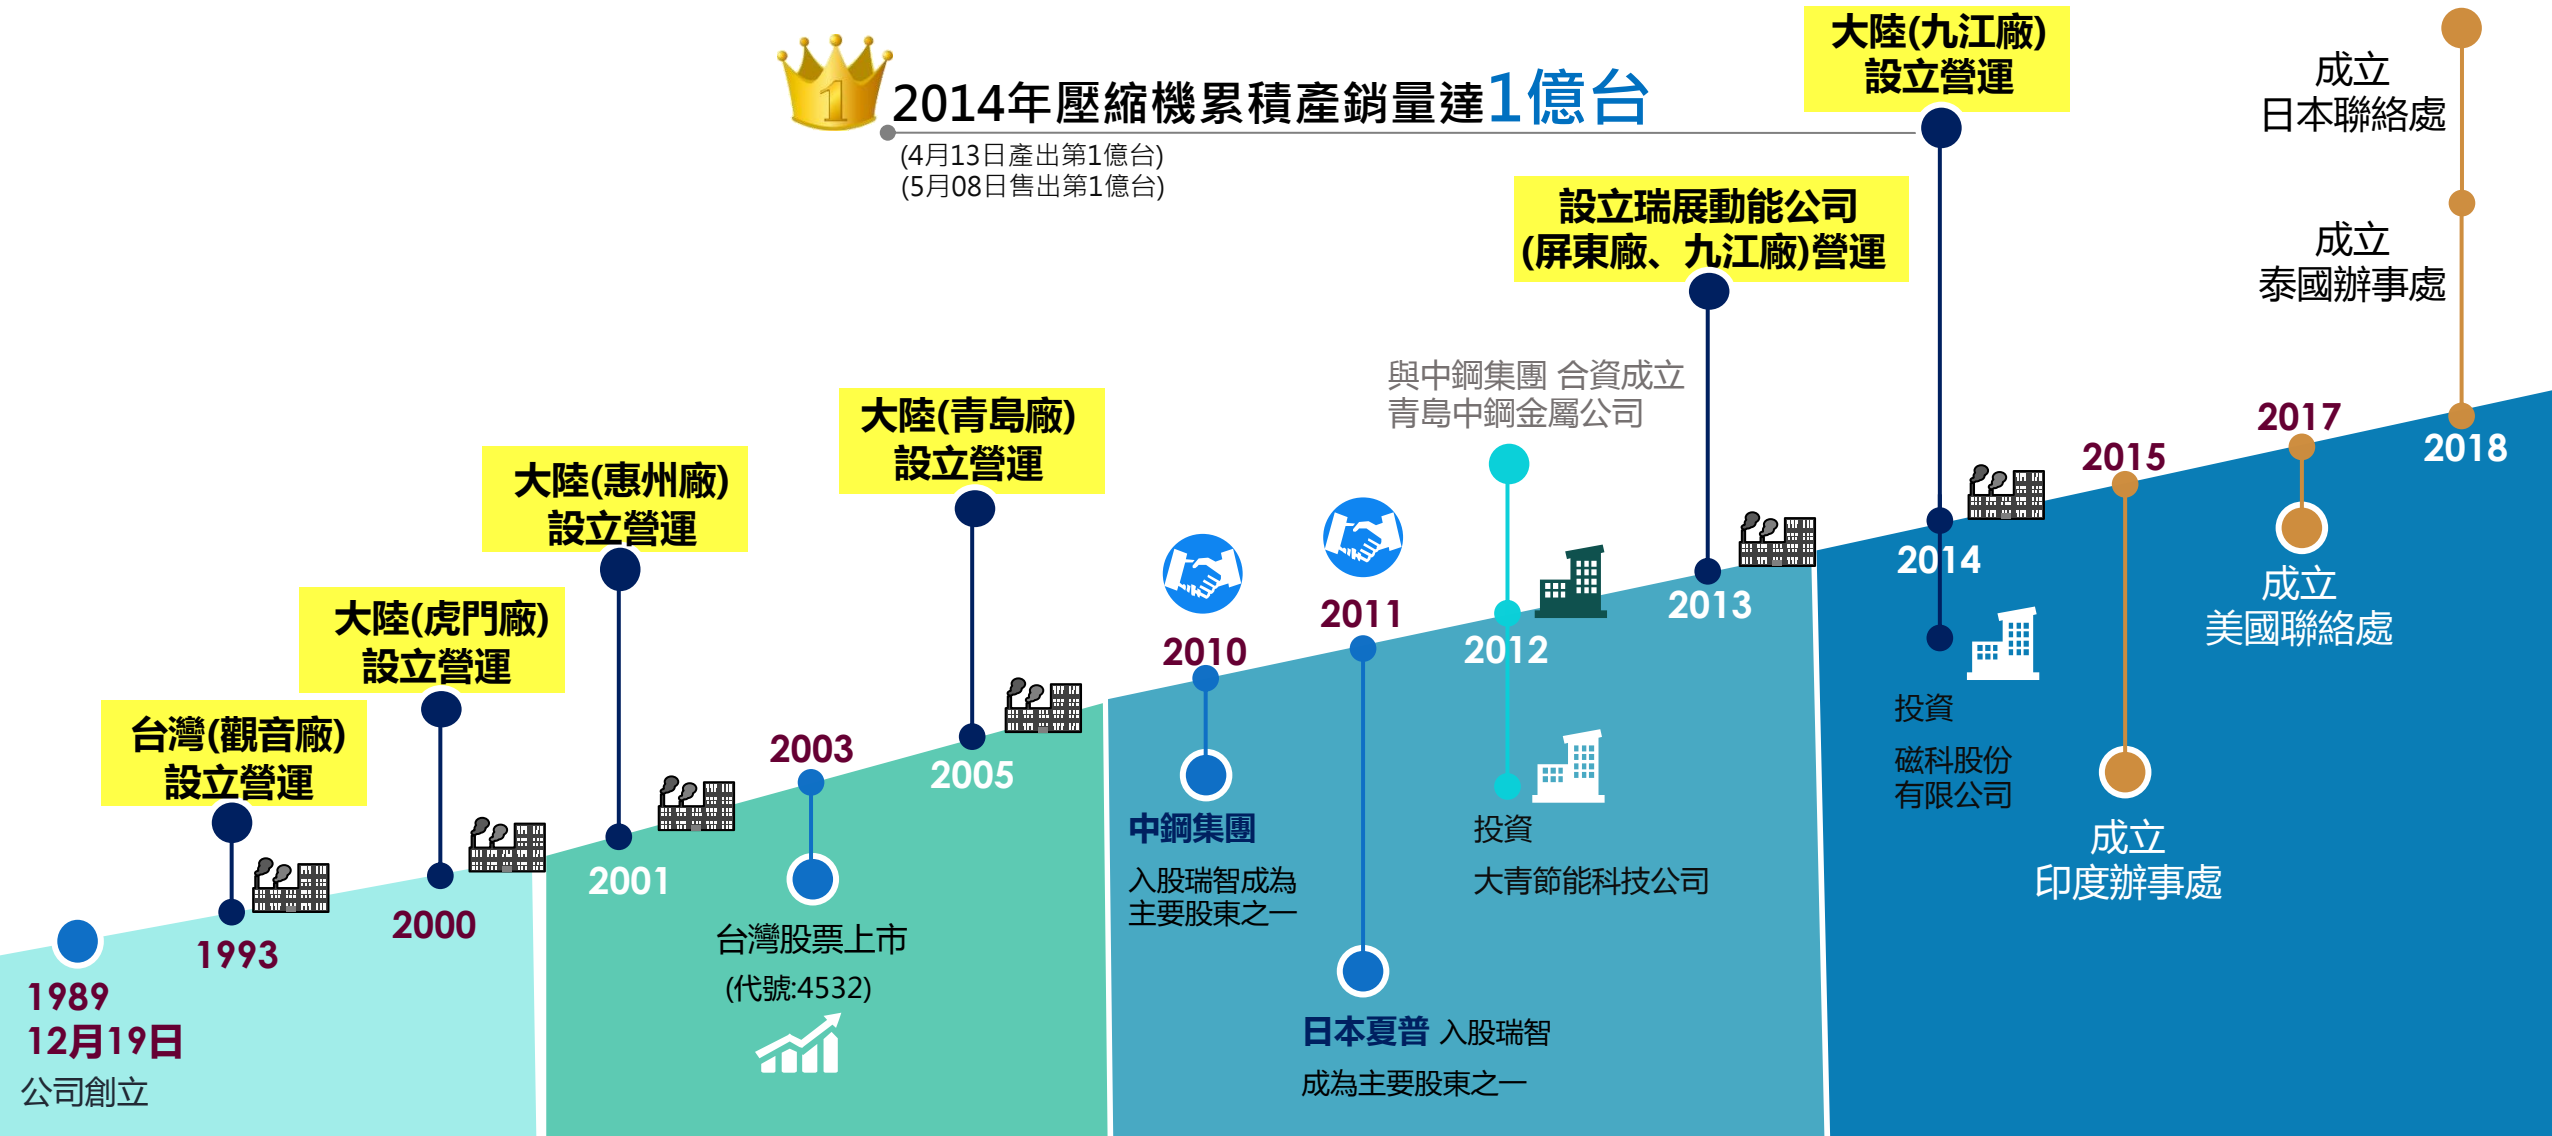 1
2014年壓縮機累積產銷量達1億台
(4月13日產出第1億台)
(5月08日售出第1億台)
1989
12月19日
公司創立
台灣(觀音廠)
設立營運
1993
大陸(虎門廠)
設立營運
2000
大陸(惠州廠)
設立營運
2001
2003
台灣股票上市
(代號:4532)
大陸(青島廠)
設立營運
2005
2010
中鋼集團
入股瑞智成為
主要股東之一
2011
日本夏普 入股瑞智
成為主要股東之一
與中鋼集團 合資成立
青島中鋼金屬公司
2012
投資
大青節能科技公司
設立瑞展動能公司
(屏東廠、九江廠)營運
2013
大陸(九江廠)
設立營運
2014
投資
磁科股份
有限公司
2015
成立
印度辦事處
2017
成立
美國聯絡處
成立
日本聯絡處
成立
泰國辦事處
2018